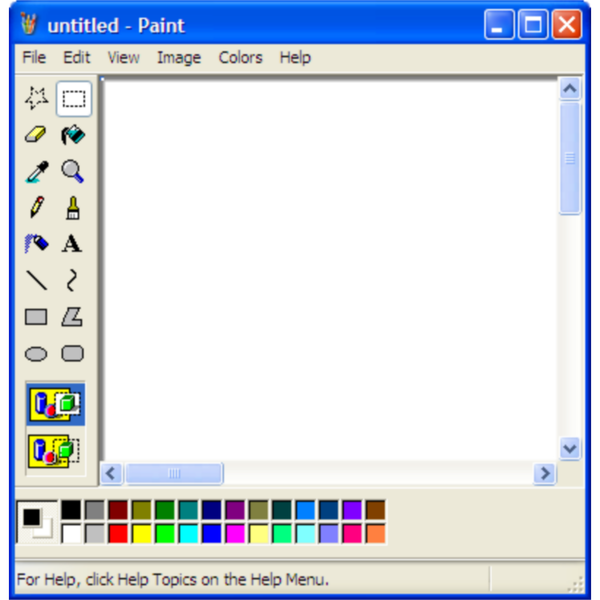 untitled - Paint
File Edit View Image Colors Help
A
For Help, click Help Topics on the Help Menu.